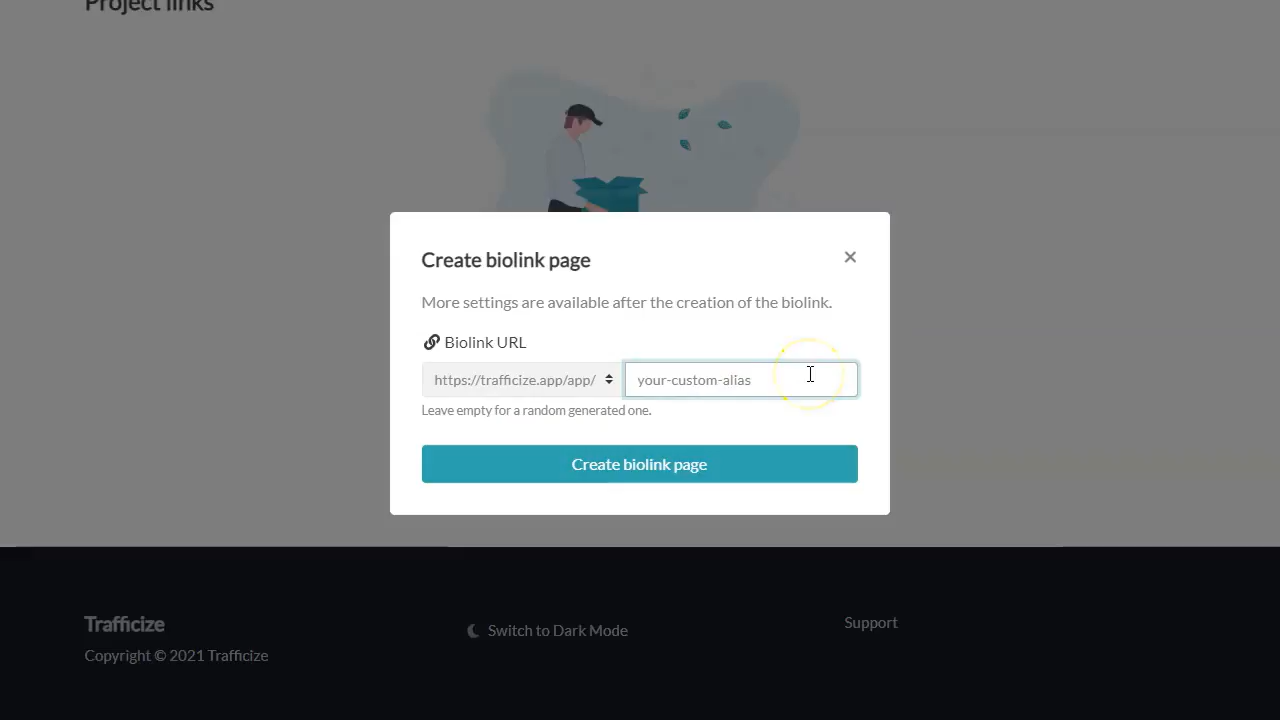 Project links
Create biolink page
×
More settings are available after the creation of the biolink.
Biolink URL
https://trafficize.app/app/
your-custom-alias
Leave empty for a random generated one.
Create biolink page
Trafficize
Switch to Dark Mode
Support
Copyright © 2021 Trafficize